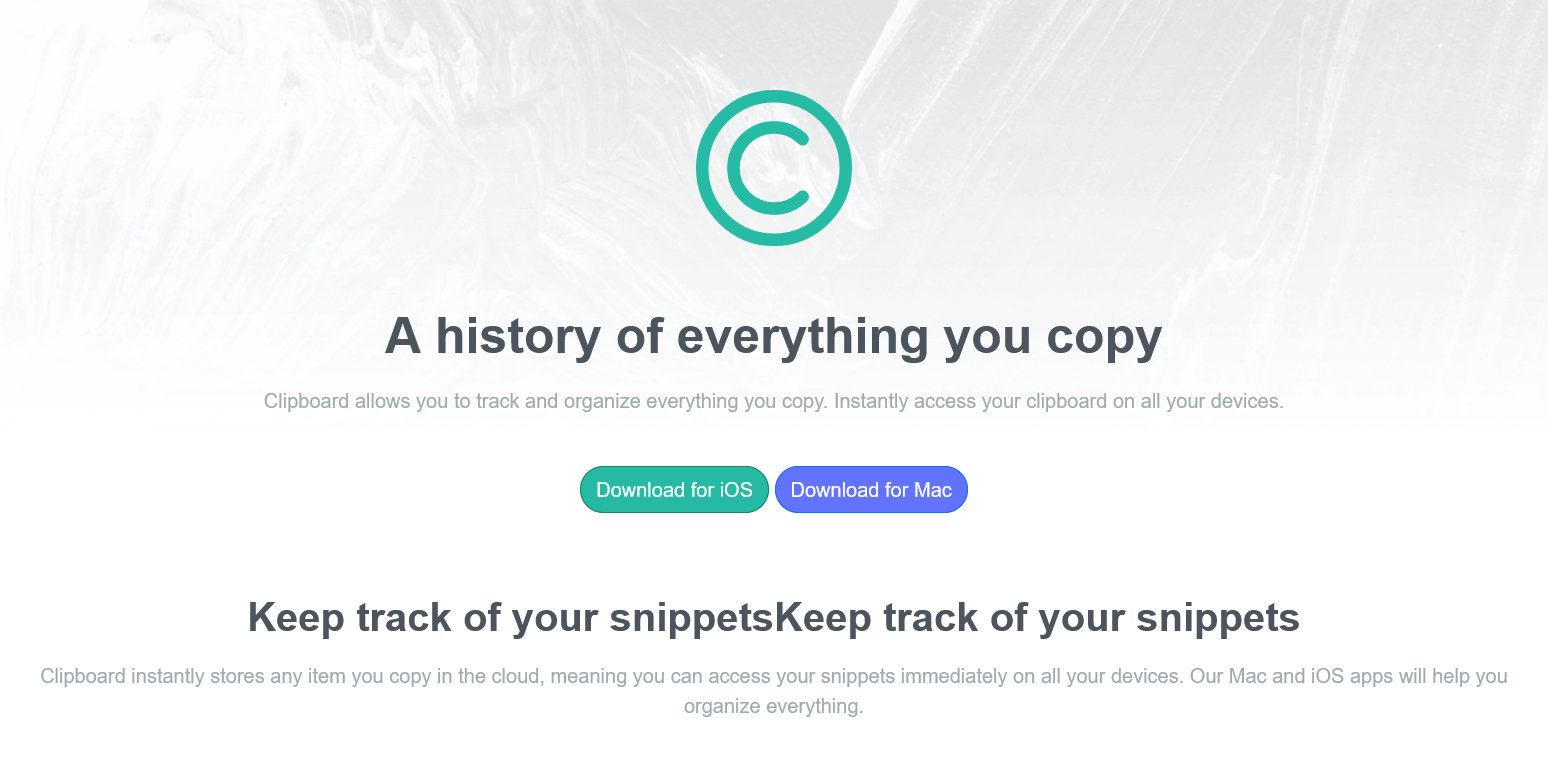 A history of everything you copy
Clipboard allows you to track and organize everything you copy. Instantly access your clipboard on all your devices.
Download for iOS Download for Mac
Keep track of your snippetsKeep track of your snippets
Clipboard instantly stores any item you copy in the cloud, meaning you can access your snippets immediately on all your devices. Our Mac and iOS apps will help you
organize everything.